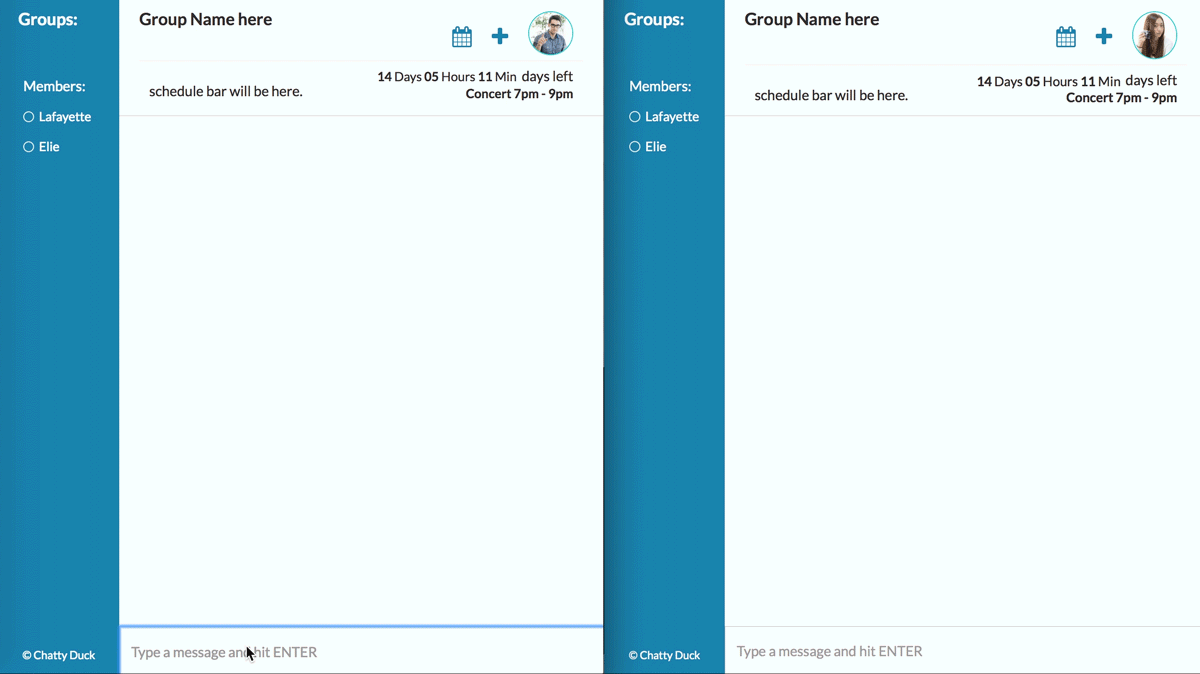 Groups:
Group Name here
14 Days 05 Hours 11 Min days left
schedule bar will be here.
Concert 7pm - 9pm
Members:
Lafayette
Elie
© Chatty Duck
Type a message and hit ENTER
Groups:
Group Name here
14 Days 05 Hours 11 Min days left
schedule bar will be here.
Concert 7pm - 9pm
Members:
Lafayette
Elie
© Chatty Duck
Type a message and hit ENTER